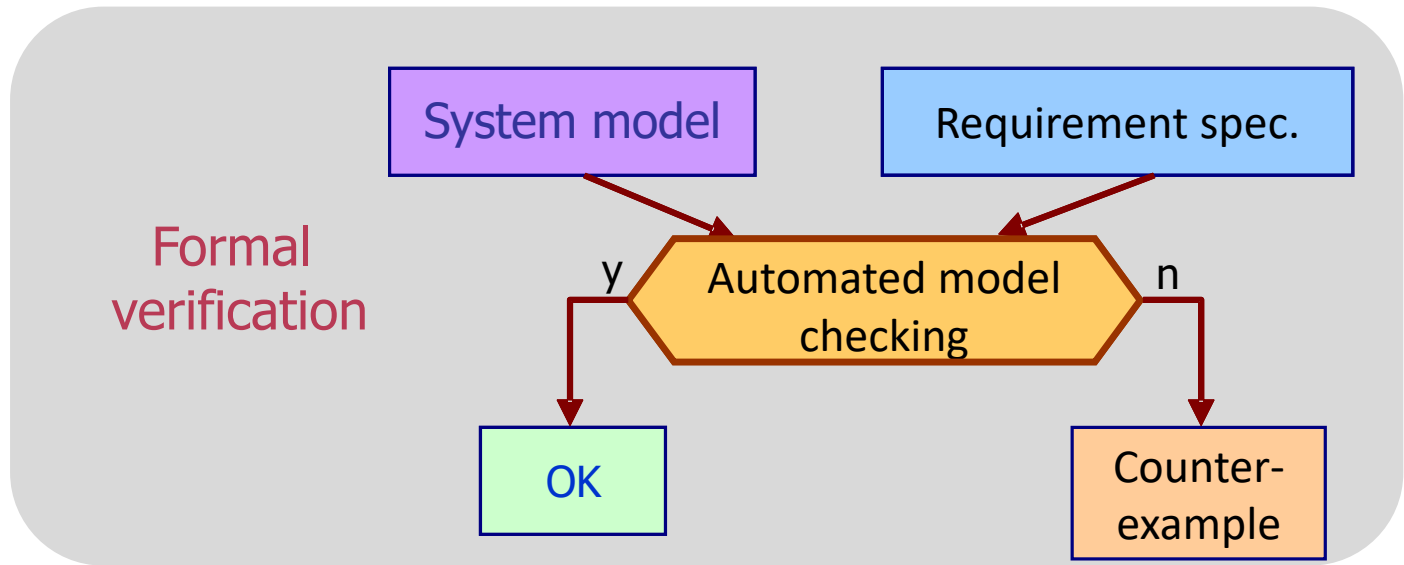 System model
Requirement spec.
Formal
verification
y
Automated model
checking
n
OK
Counter-
example